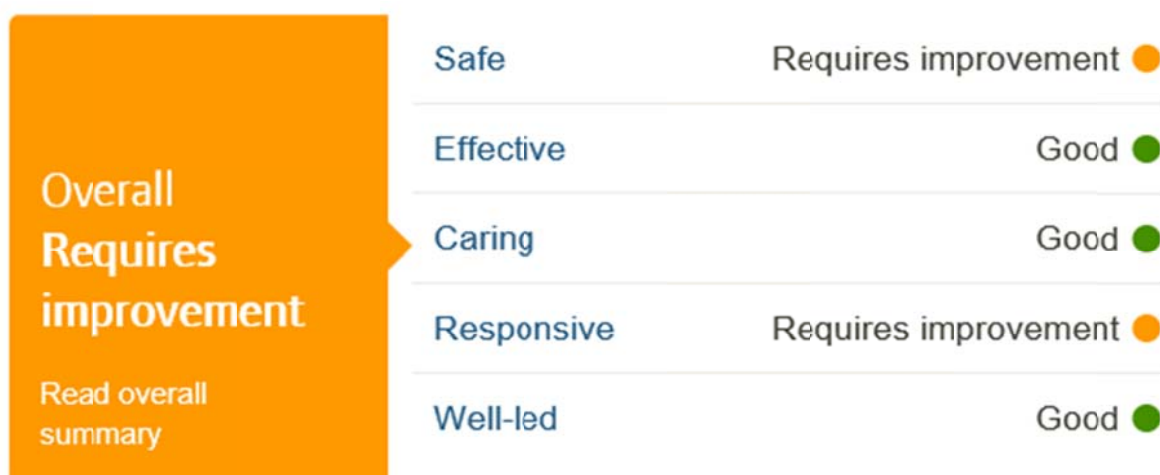 Overall
Requires
improvement
Read overall
summary
Safe Requires improvement
Effective Good
Caring Good
Responsive Requires improvement
Well-led Good